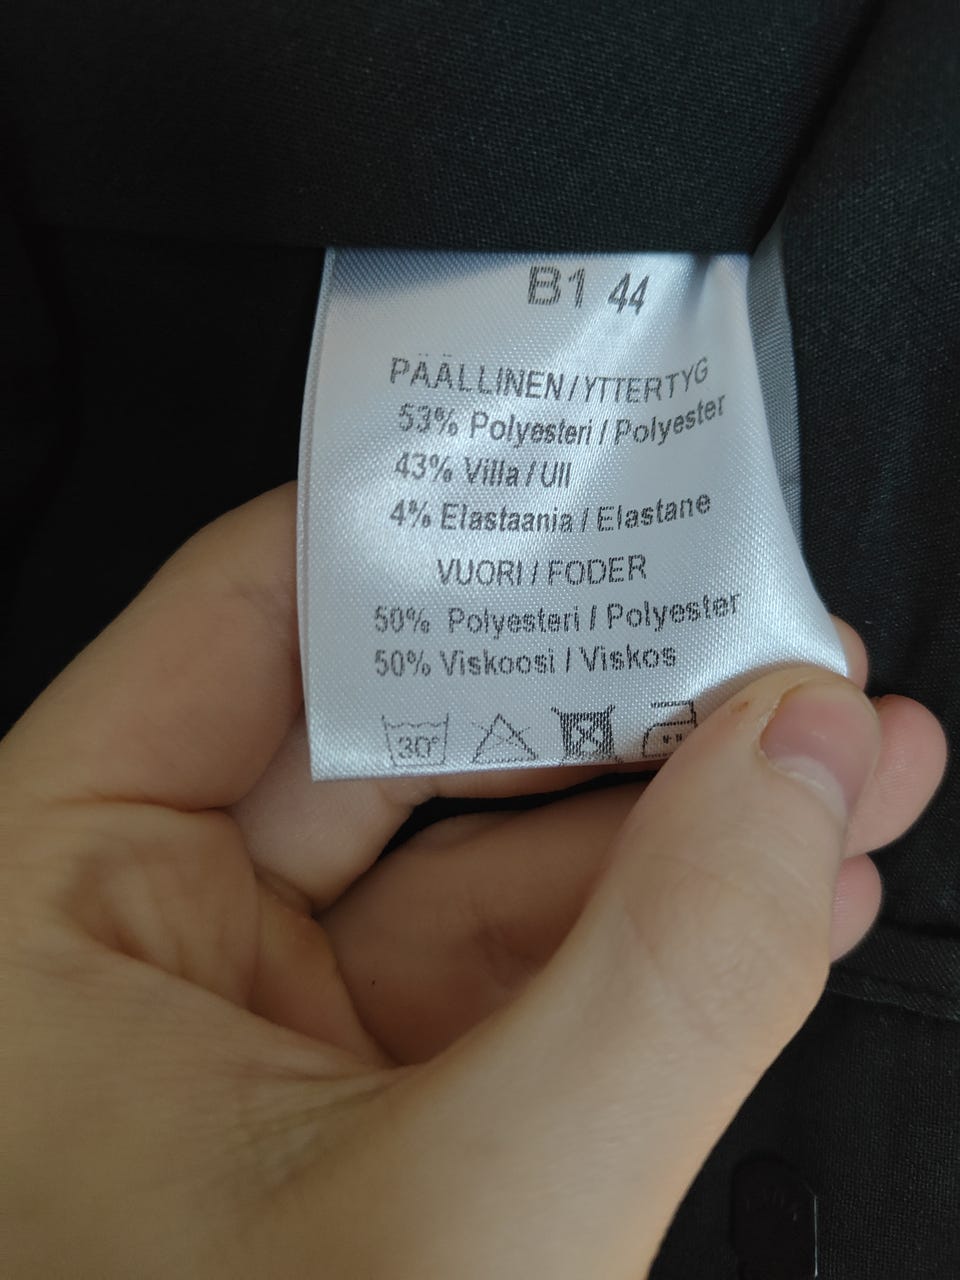 B1 44
PÄÄLLINEN/YTTERTYG
53% Polyesteri / Polyester
43% Villa / Ull
4% Elastaania / Elastane
VUORI / FODER
50% Polyesteri / Polyester
50% Viskoosi / Viskos
30°